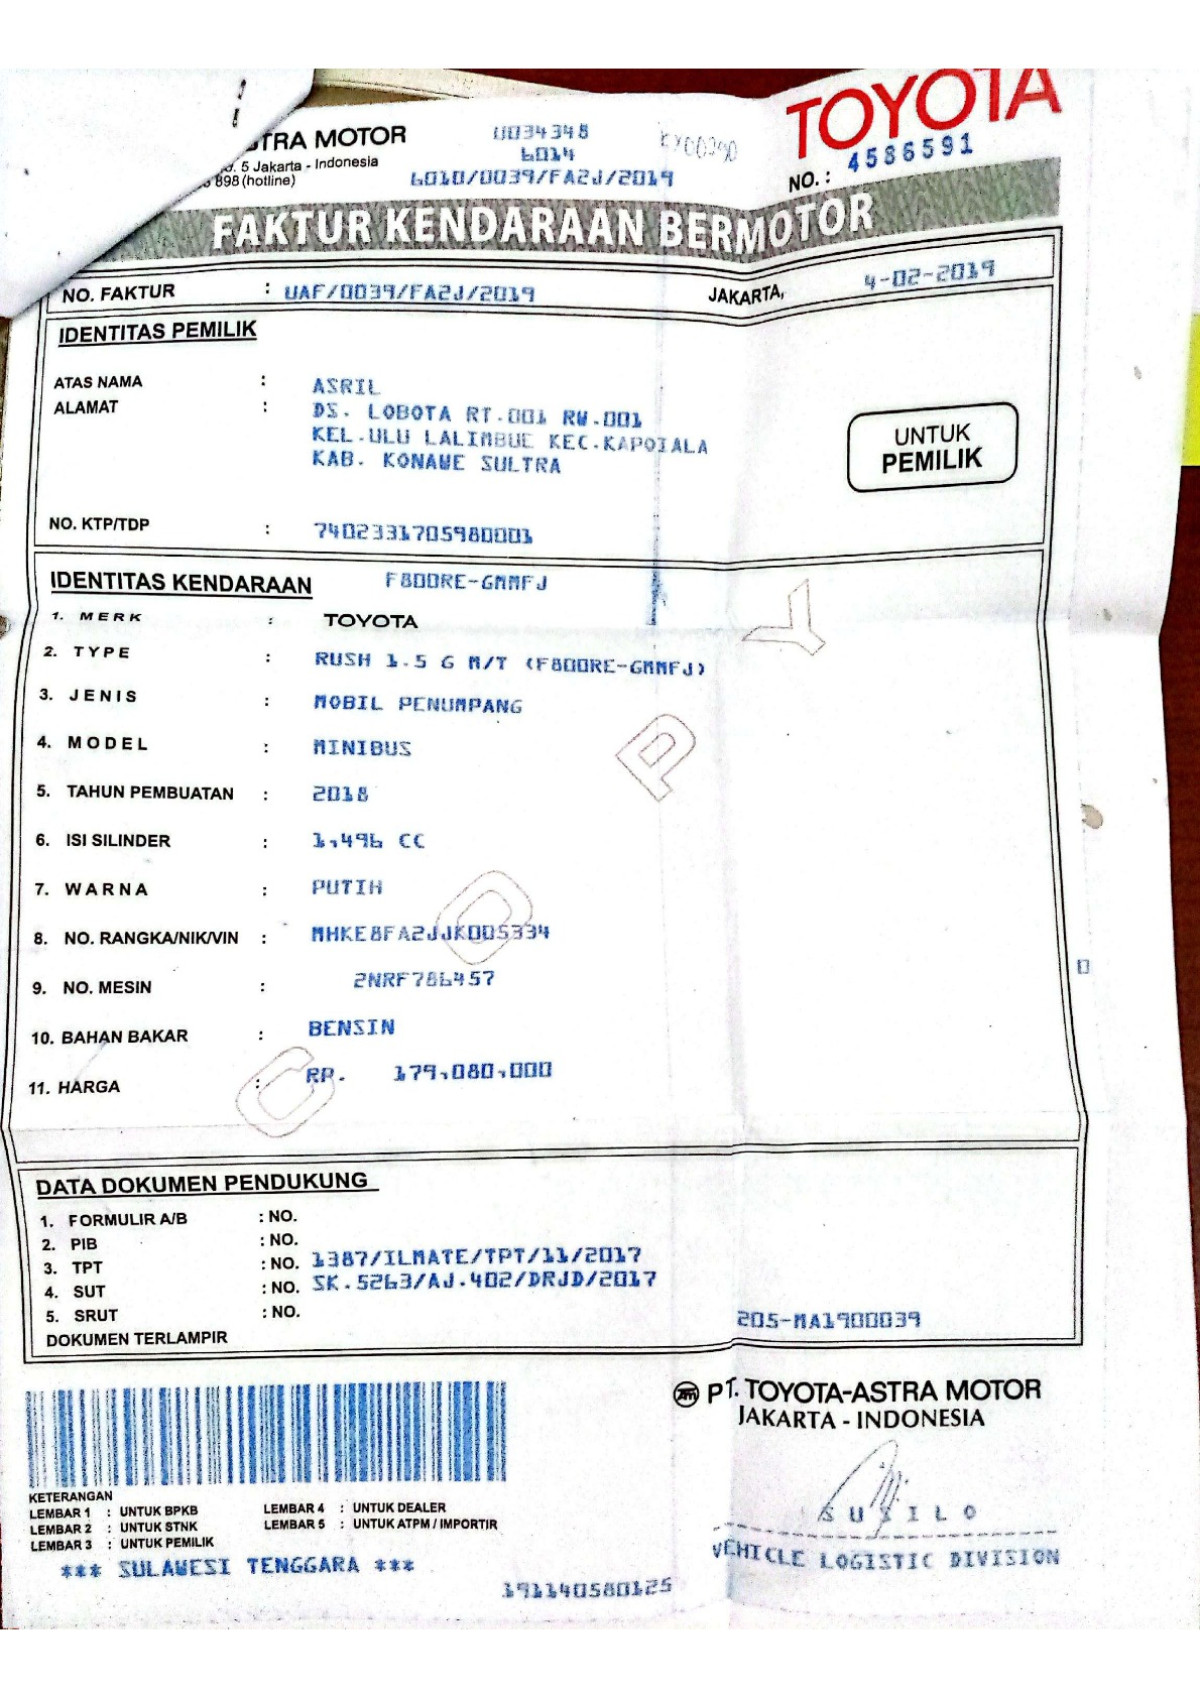 TRA MOTOR
5 Jakarta - Indonesia
898 (hotline)
U034348
6014
6010/0039/FA2J/2019
TOYOTA
NO. : 4586591
FAKTUR KENDARAAN BERMOTOR
NO. FAKTUR : UAF/0039/FA2J/2019 JAKARTA, 4-02-2019
IDENTITAS PEMILIK
ATAS NAMA : ASRIL
ALAMAT : DS. LOBOTA RT.001 RW.001
KEL.ULU LALIMBUE KEC.KAPOIALA
KAB. KONAWE SULTRA
UNTUK
PEMILIK
NO. KTP/TDP : 7402331705980001
IDENTITAS KENDARAAN F800RE-GMMFJ
1. MERK : TOYOTA
2. TYPE : RUSH 1.5 G M/T (F800RE-GMMFJ)
3. JENIS : MOBIL PENUMPANG
4. MODEL : MINIBUS
5. TAHUN PEMBUATAN : 2018
6. ISI SILINDER : 1,496 CC
7. WARNA : PUTIH
8. NO. RANGKA/NIK/VIN : MHKE8FA2JJK005334
9. NO. MESIN : 2NRF786457
10. BAHAN BAKAR : BENSIN
11. HARGA : RP. 179,080,000
COPY
DATA DOKUMEN PENDUKUNG
1. FORMULIR A/B : NO.
2. PIB : NO.
3. TPT : NO. 1387/ILMATE/TPT/11/2017
4. SUT : NO. SK.5263/AJ.402/DRJD/2017
5. SRUT : NO.
DOKUMEN TERLAMPIR
205-MA1900039
PT. TOYOTA-ASTRA MOTOR
JAKARTA - INDONESIA
SUSILO
VEHICLE LOGISTIC DIVISION
KETERANGAN
LEMBAR 1 : UNTUK BPKB LEMBAR 4 : UNTUK DEALER
LEMBAR 2 : UNTUK STNK LEMBAR 5 : UNTUK ATPM / IMPORTIR
LEMBAR 3 : UNTUK PEMILIK
*** SULAWESI TENGGARA ***
191140580125